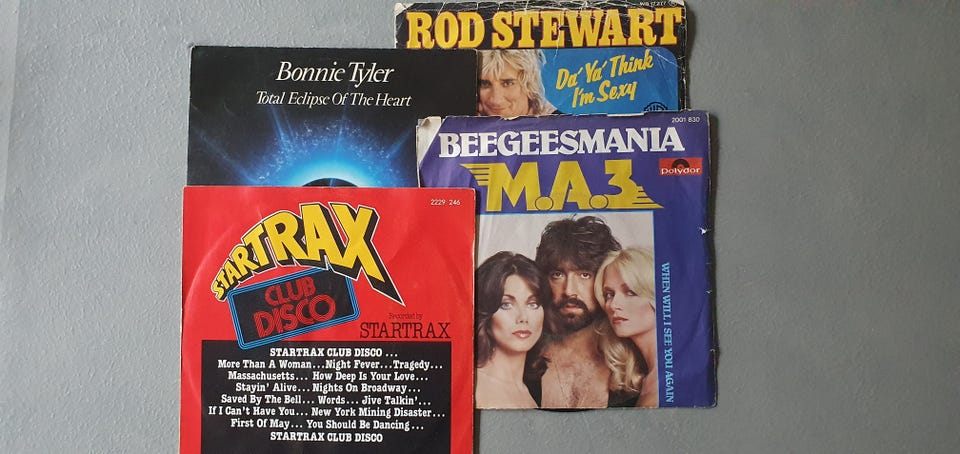 WB 17 277
ROD STEWART
Da' Ya' Think
I'm Sexy
Bonnie Tyler
Total Eclipse Of The Heart
2001 830
BEEGEESMANIA
polydor
M.A.3.
WHEN WILL I SEE YOU AGAIN
2229 246
STARTRAX
CLUB
DISCO
Recorded by
STARTRAX
STARTRAX CLUB DISCO ...
More Than A Woman...Night Fever...Tragedy...
Massachusetts... How Deep Is Your Love...
Stayin' Alive... Nights On Broadway...
Saved By The Bell... Words... Jive Talkin'...
If I Can't Have You... New York Mining Disaster...
First Of May... You Should Be Dancing...
STARTRAX CLUB DISCO